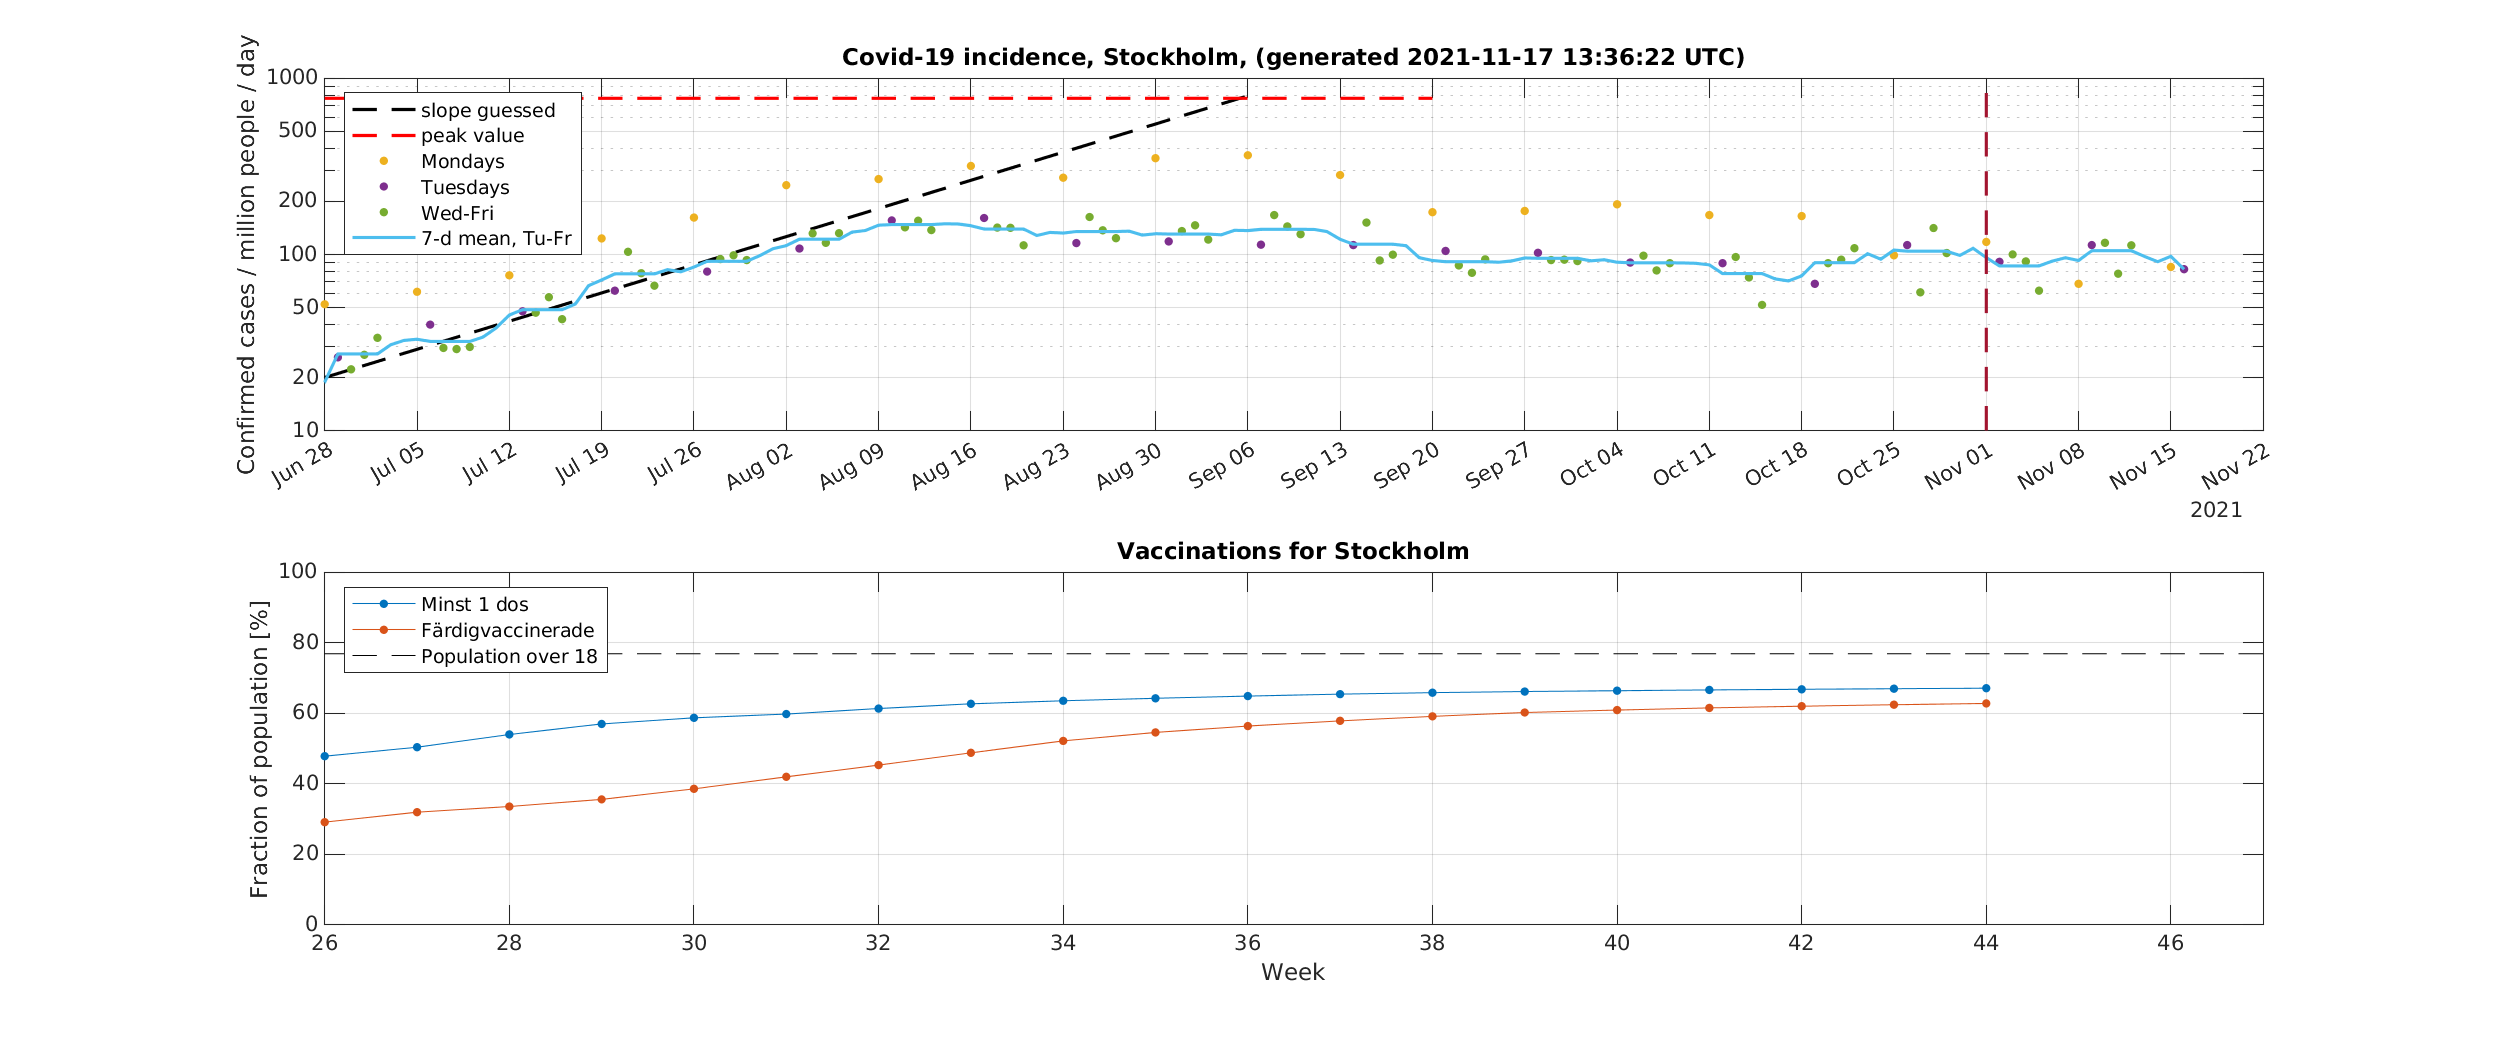 Covid-19 incidence, Stockholm, (generated 2021-11-17 13:36:22 UTC)
Confirmed cases / million people / day
1000
500
200
100
50
20
10
slope guessed
peak value
Mondays
Tuesdays
Wed-Fri
7-d mean, Tu-Fr
Jun 28 Jul 05 Jul 12 Jul 19 Jul 26 Aug 02 Aug 09 Aug 16 Aug 23 Aug 30 Sep 06 Sep 13 Sep 20 Sep 27 Oct 04 Oct 11 Oct 18 Oct 25 Nov 01 Nov 08 Nov 15 Nov 22
2021
Vaccinations for Stockholm
Fraction of population [%]
100
80
60
40
20
0
Minst 1 dos
Färdigvaccinerade
Population over 18
26 28 30 32 34 36 38 40 42 44 46
Week